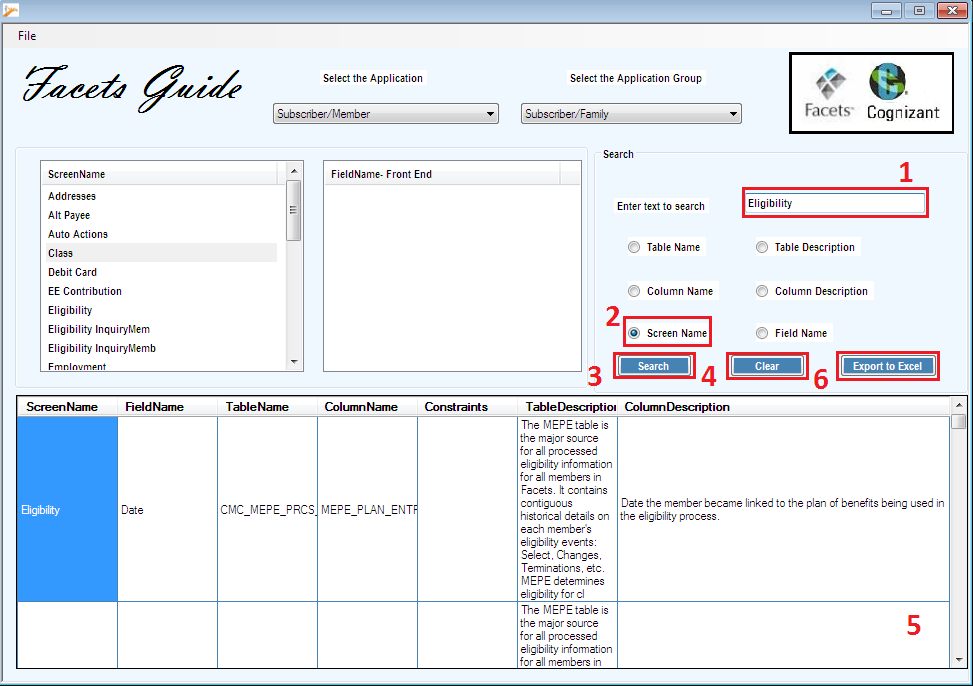 File
Facets Guide
Select the Application
Select the Application Group
Subscriber/Member
Subscriber/Family
Facets™
Cognizant
ScreenName
Addresses
Alt Payee
Auto Actions
Class
Debit Card
EE Contribution
Eligibility
Eligibility InquiryMem
Eligibility InquiryMemb
Employment
FieldName- Front End
Search
1
Enter text to search
Eligibility
Table Name
Table Description
Column Name
Column Description
2
Screen Name
Field Name
3
Search
4
Clear
6
Export to Excel
ScreenName FieldName TableName ColumnName Constraints TableDescription ColumnDescription
Eligibility
Date
CMC_MEPE_PRCS_
MEPE_PLAN_ENTR
The MEPE table is
the major source
for all processed
eligibility information
for all members in
Facets. It contains
contiguous
historical details on
each member's
eligibility events:
Select, Changes,
Terminations, etc.
MEPE detemines
eligibility for cl
Date the member became linked to the plan of benefits being used in
the eligibility process.
The MEPE table is
the major source
for all processed
eligibility information
for all members in
5